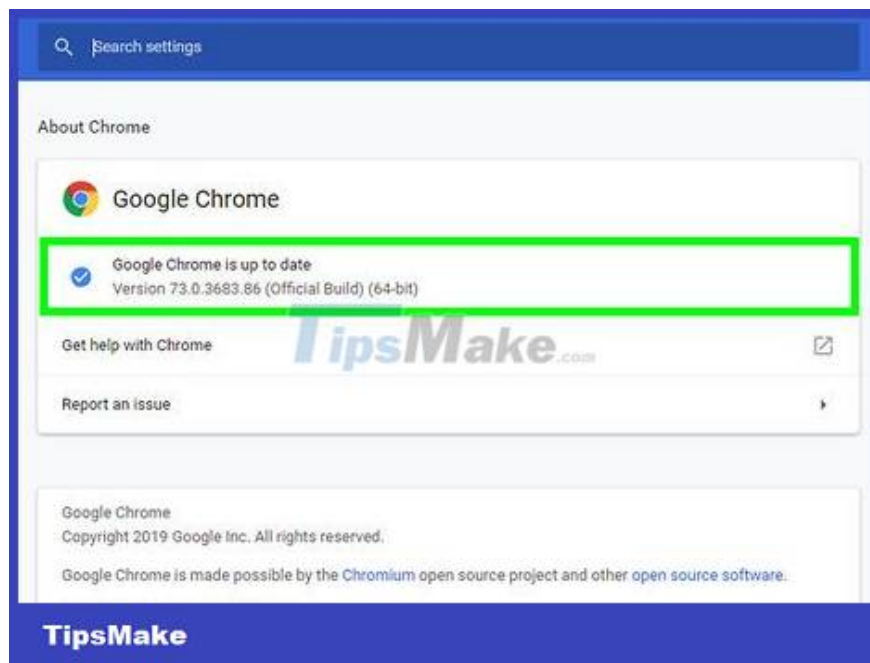 Search settings
About Chrome
Google Chrome
Google Chrome is up to date
Version 73.0.3683.86 (Official Build) (64-bit)
TipsMake.com
Get help with Chrome
Report an issue
Google Chrome
Copyright 2019 Google Inc. All rights reserved.
Google Chrome is made possible by the Chromium open source project and other open source software.
TipsMake